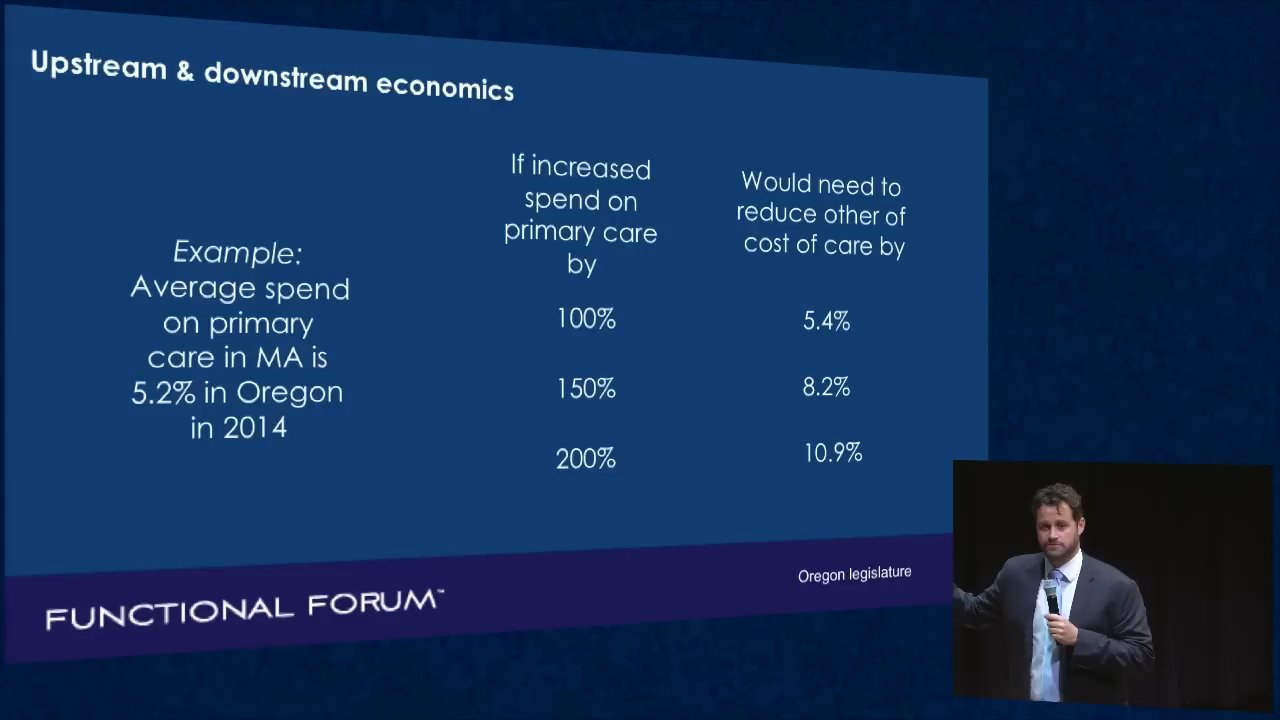 Upstream & downstream economics
If increased
spend on
primary care
by
Would need to
reduce other of
cost of care by
Example:
Average spend
on primary
care in MA is
5.2% in Oregon
in 2014
100%
5.4%
150%
8.2%
200%
10.9%
Oregon legislature
FUNCTIONAL FORUM™